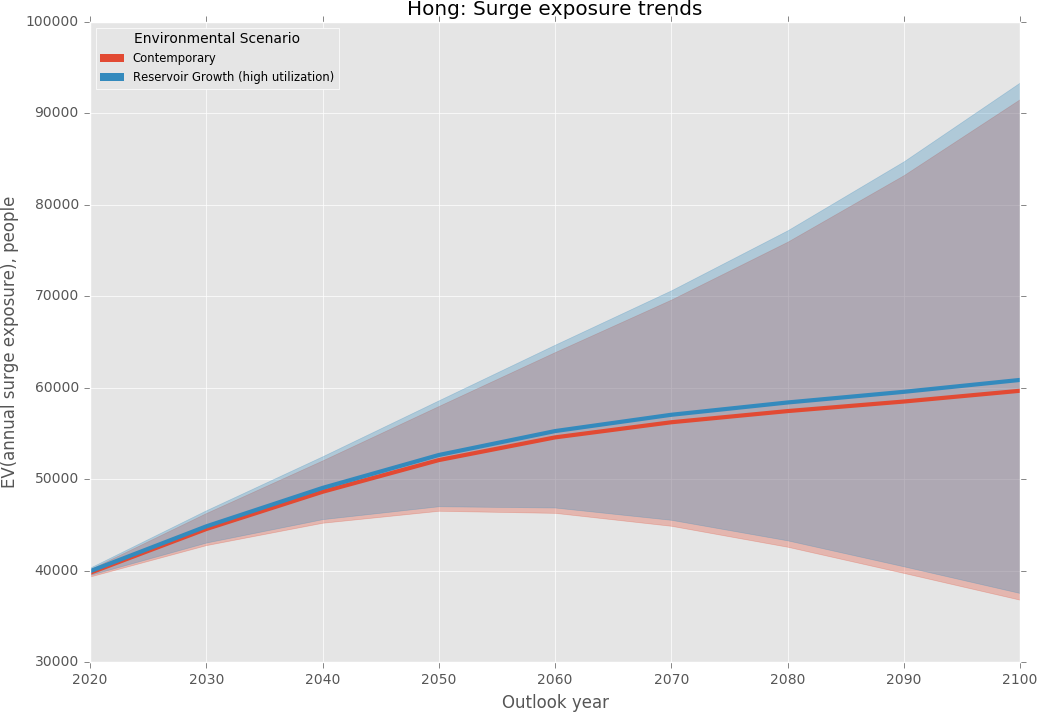 Hong: Surge exposure trends
Environmental Scenario
Contemporary
Reservoir Growth (high utilization)
EV(annual surge exposure), people
100000
90000
80000
70000
60000
50000
40000
30000
2020 2030 2040 2050 2060 2070 2080 2090 2100
Outlook year